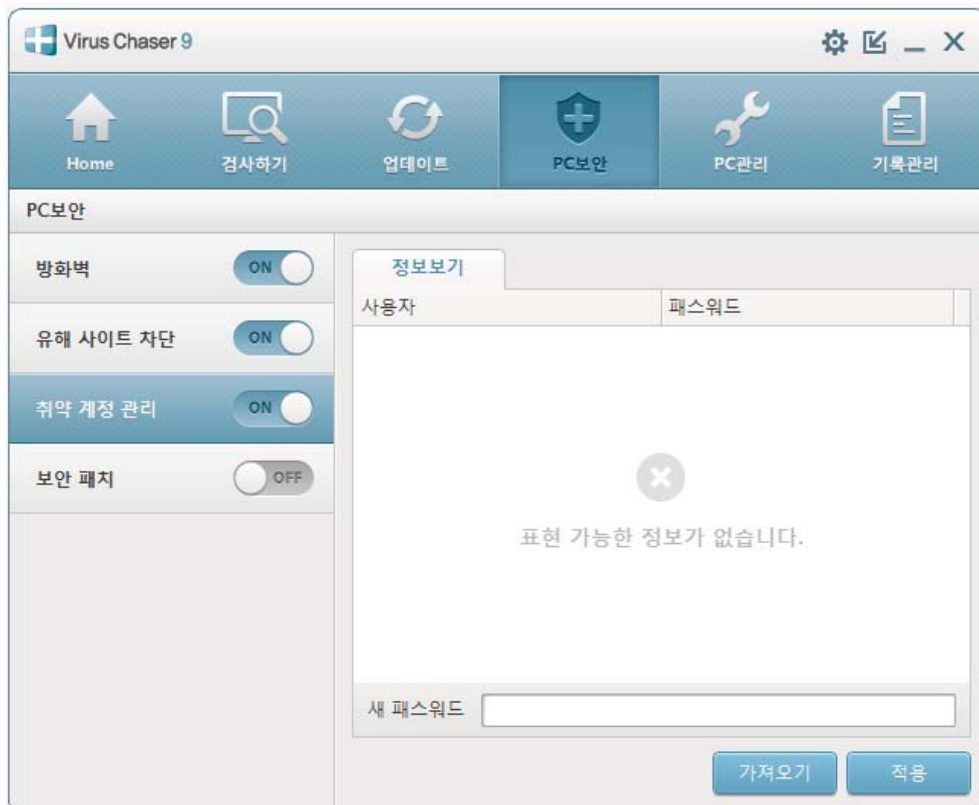 Virus Chaser 9
Home 검사하기 업데이트 PC보안 PC관리 기록관리
PC보안
방화벽 ON
유해 사이트 차단 ON
취약 계정 관리 ON
보안 패치 OFF
정보보기
사용자 패스워드
표현 가능한 정보가 없습니다.
새 패스워드
가져오기 적용